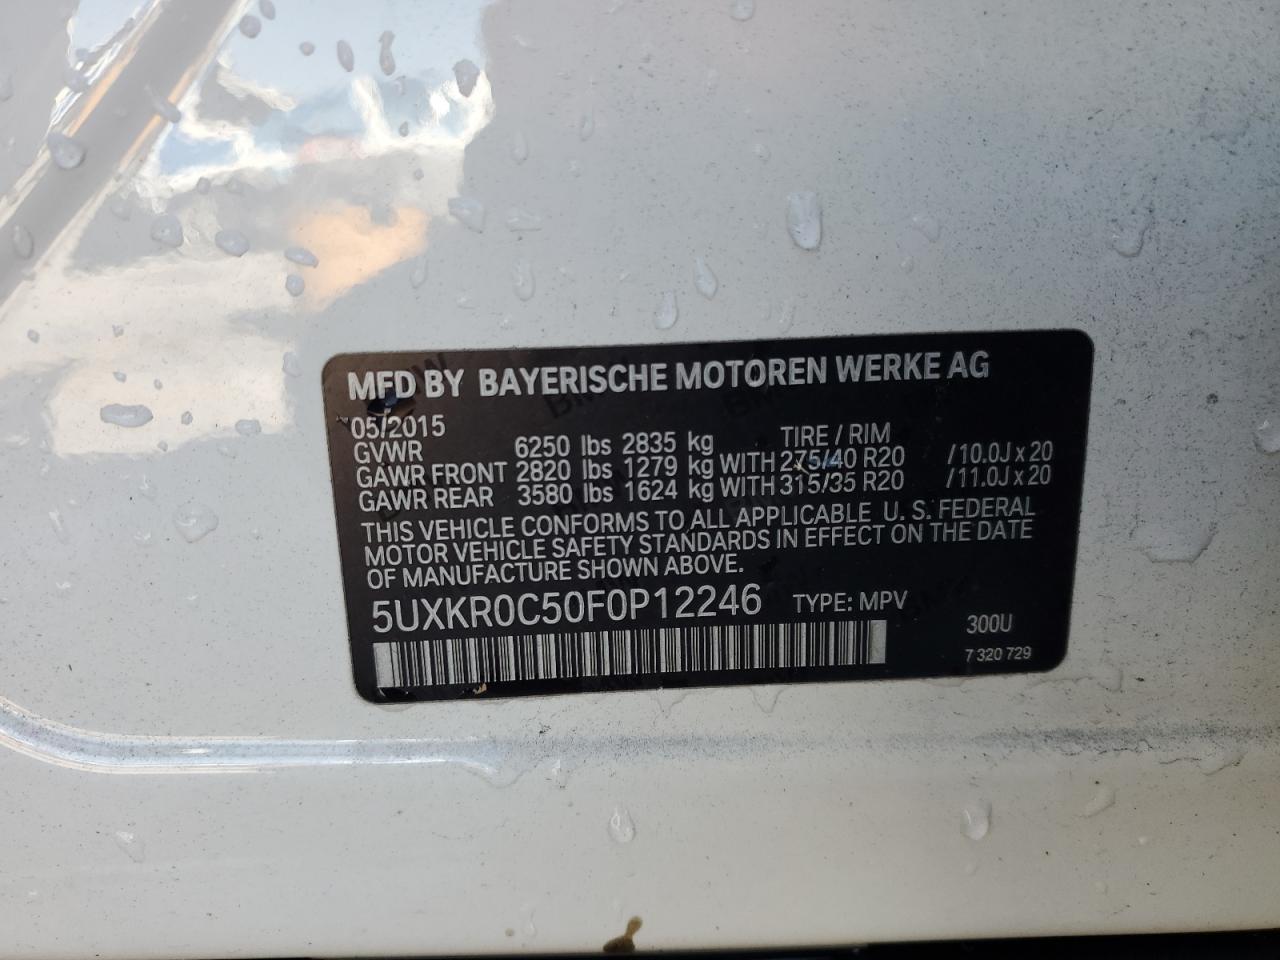 MFD BY BAYERISCHE MOTOREN WERKE AG
05/2015 TIRE / RIM
GVWR 6250 lbs 2835 kg
GAWR FRONT 2820 lbs 1279 kg WITH 275/40 R20 / 10.0J x 20
GAWR REAR 3580 lbs 1624 kg WITH 315/35 R20 / 11.0J x 20
THIS VEHICLE CONFORMS TO ALL APPLICABLE U. S. FEDERAL
MOTOR VEHICLE SAFETY STANDARDS IN EFFECT ON THE DATE
OF MANUFACTURE SHOWN ABOVE.
5UXKR0C50F0P12246 TYPE: MPV
300U
7 320 729